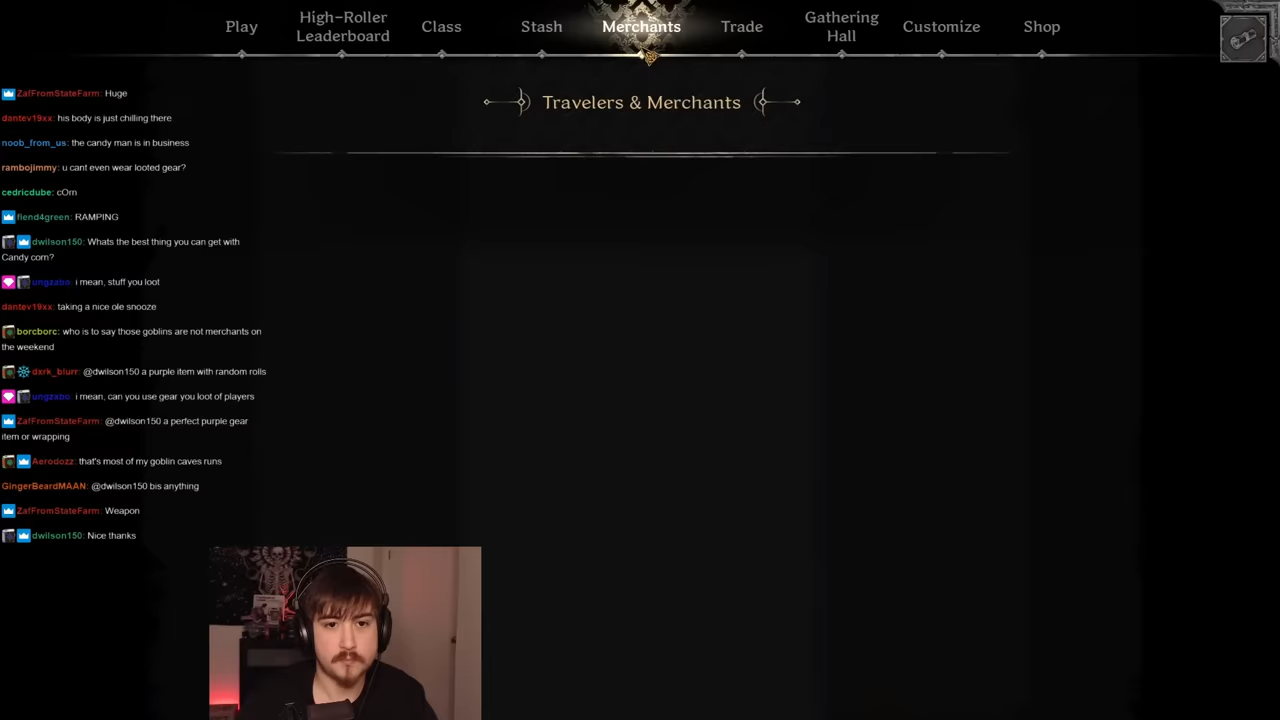 Play
High-Roller
Leaderboard
Class
Stash
Merchants
Trade
Gathering
Hall
Customize
Shop
Travelers & Merchants
ZafFromStateFarm: Huge
dantev19xx: his body is just chilling there
noob_from_us: the candy man is in business
rambojimmy: u cant even wear looted gear?
cedricdube: cOrn
fiend4green: RAMPING
dwilson150: Whats the best thing you can get with
Candy corn?
ungzabo: i mean, stuff you loot
dantev19xx: taking a nice ole snooze
borcborc: who is to say those goblins are not merchants on
the weekend
dxrk_blurr: @dwilson150 a purple item with random rolls
ungzabo: i mean, can you use gear you loot of players
ZafFromStateFarm: @dwilson150 a perfect purple gear
item or wrapping
Aerodozz: that's most of my goblin caves runs
GingerBeardMAAN: @dwilson150 bis anything
ZafFromStateFarm: Weapon
dwilson150: Nice thanks